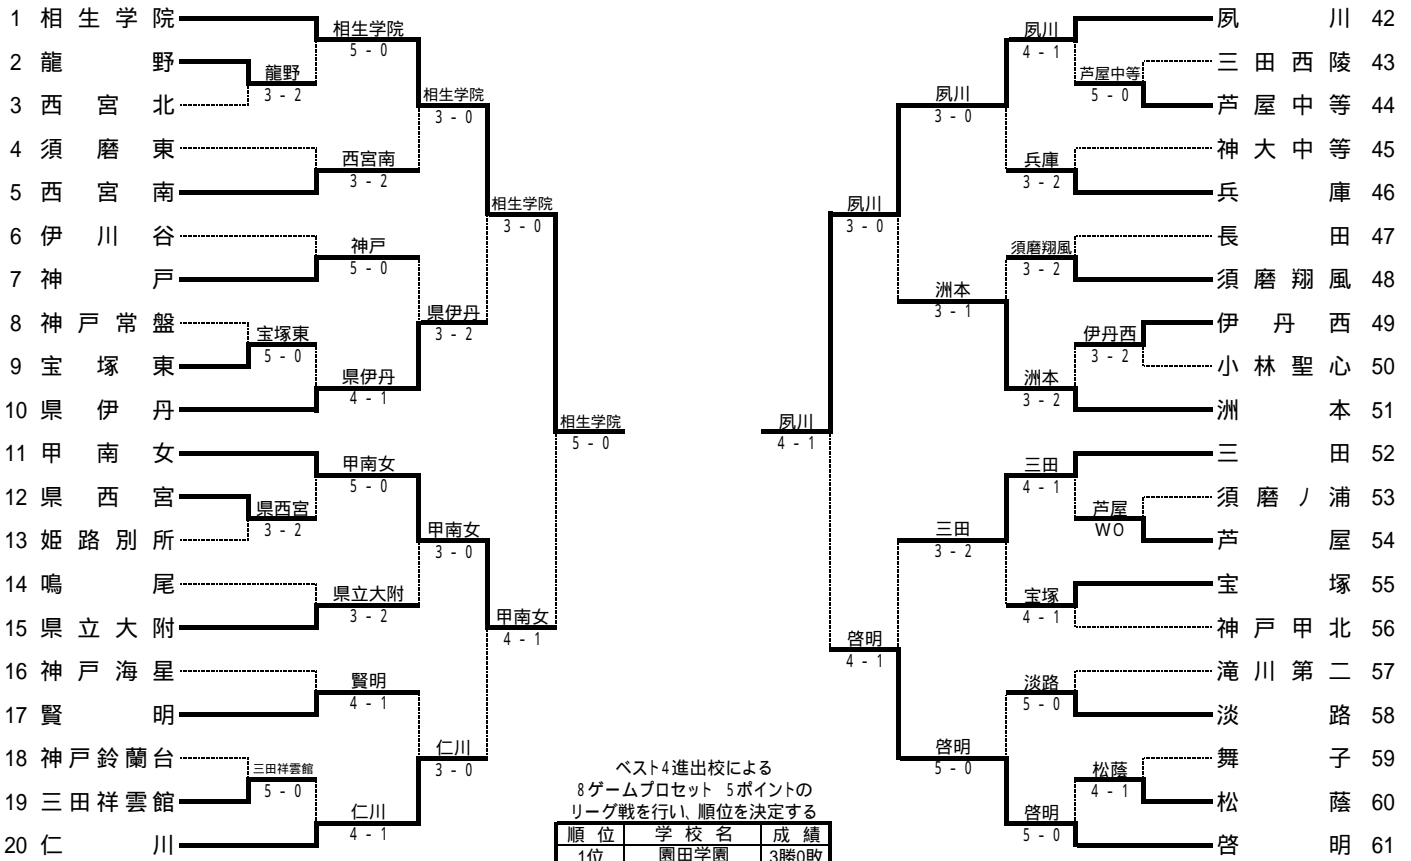 1 相生学院
2 龍野
3 西宮北
4 須磨東
5 西宮南
6 伊川谷
7 神戸
8 神戸常盤
9 宝塚東
10 県伊丹
11 甲南女
12 県西宮
13 姫路別所
14 鳴尾
15 県立大附
16 神戸海星
17 賢明
18 神戸鈴蘭台
19 三田祥雲館
20 仁川
龍野
3 - 2
宝塚東
5 - 0
県西宮
3 - 2
三田祥雲館
5 - 0
相生学院
5 - 0
西宮南
3 - 2
神戸
5 - 0
県伊丹
4 - 1
甲南女
5 - 0
県立大附
3 - 2
賢明
4 - 1
仁川
4 - 1
相生学院
3 - 0
県伊丹
3 - 2
甲南女
3 - 0
仁川
3 - 0
相生学院
3 - 0
甲南女
4 - 1
相生学院
5 - 0
夙川
4 - 1
夙川
3 - 0
啓明
4 - 1
夙川
3 - 0
洲本
3 - 1
三田
3 - 2
啓明
5 - 0
夙川
4 - 1
兵庫
3 - 2
須磨翔風
3 - 2
洲本
3 - 2
三田
4 - 1
宝塚
4 - 1
淡路
5 - 0
啓明
5 - 0
芦屋中等
5 - 0
伊丹西
3 - 2
芦屋
WO
松蔭
4 - 1
夙川 42
三田西陵 43
芦屋中等 44
神大中等 45
兵庫 46
長田 47
須磨翔風 48
伊丹西 49
小林聖心 50
洲本 51
三田 52
須磨ノ浦 53
芦屋 54
宝塚 55
神戸甲北 56
滝川第二 57
淡路 58
舞子 59
松蔭 60
啓明 61
ベスト4進出校による
8ゲームプロセット 5ポイントの
リーグ戦を行い、順位を決定する
順位 学校名 成績
1位 園田学園 3勝0敗